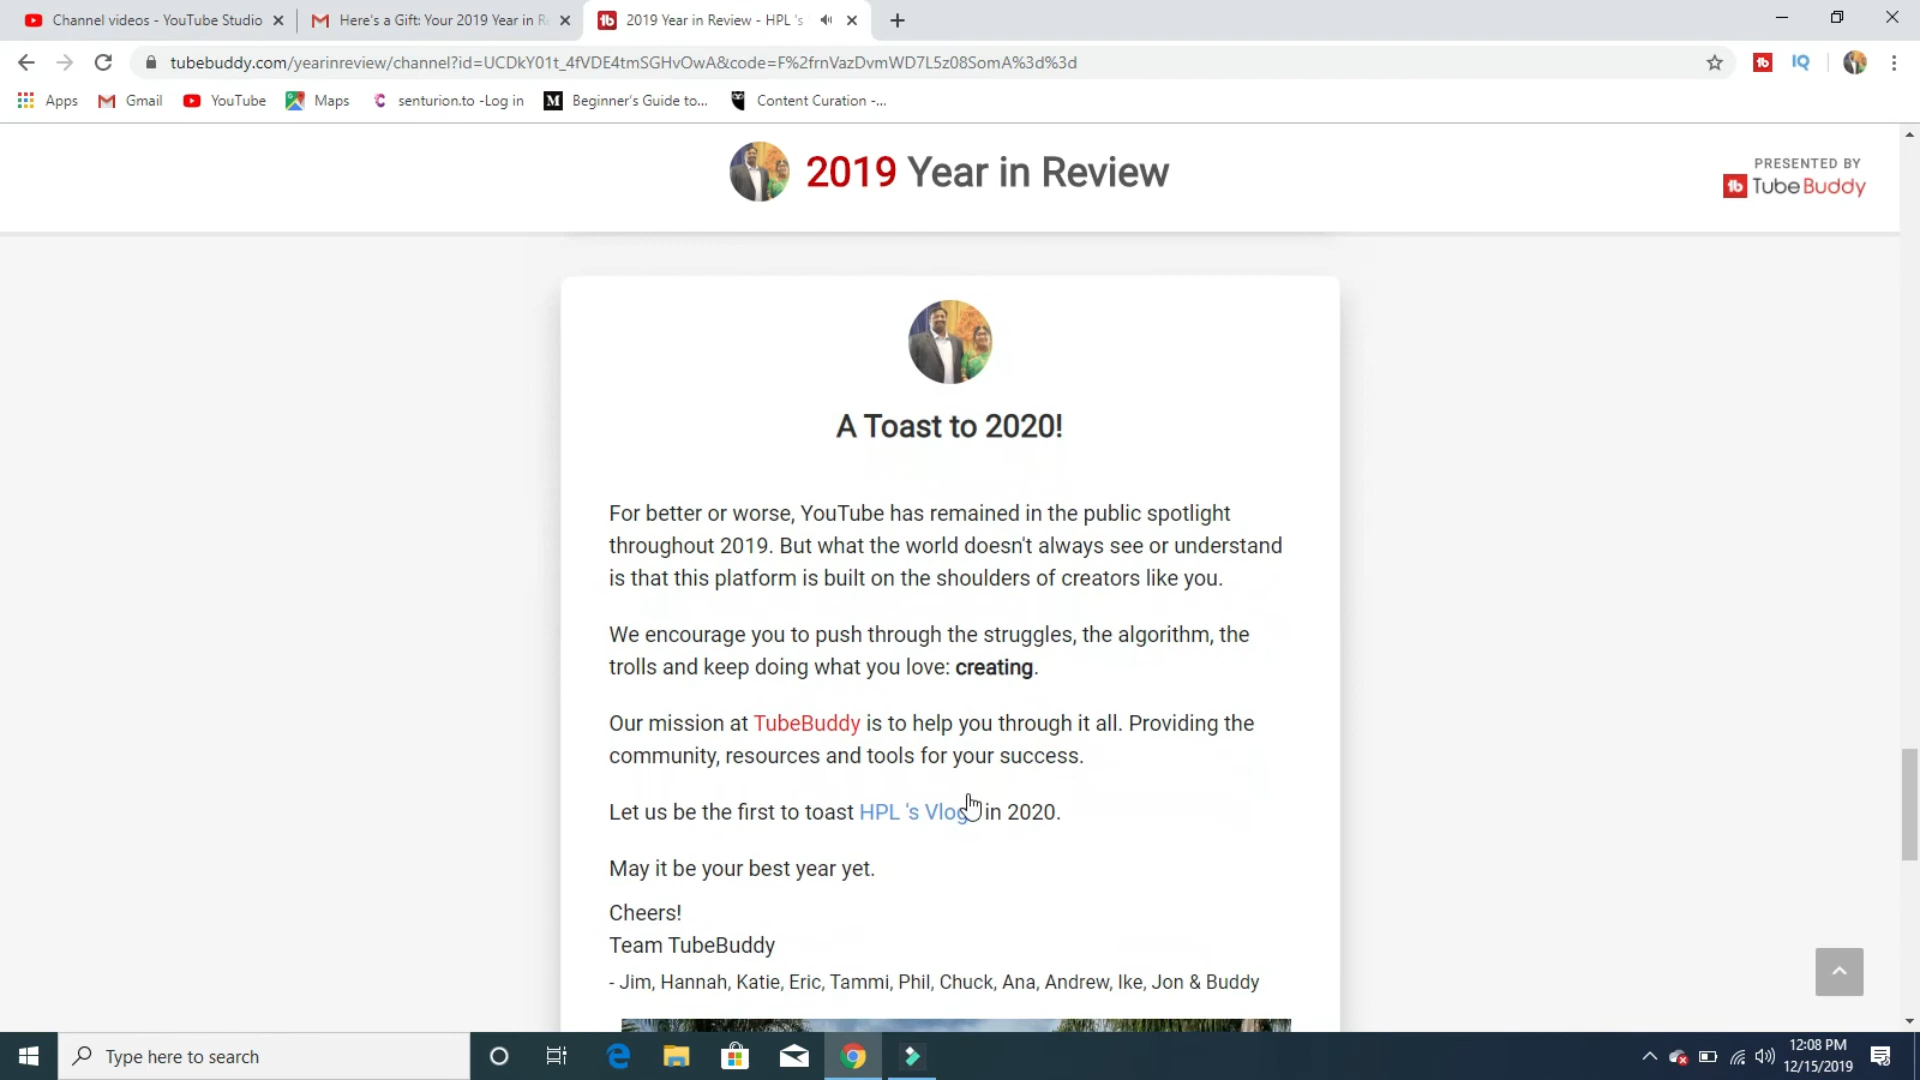 Channel videos - YouTube Studio
Here's a Gift: Your 2019 Year in R
2019 Year in Review - HPL 's
tubebuddy.com/yearinreview/channel?id=UCDkY01t_4fVDE4tmSGHvOwA&code=F%2frnVazDvmWD7L5z08SomA%3d%3d
IQ
Apps
Gmail
YouTube
Maps
senturion.to -Log in
Beginner's Guide to...
Content Curation -...
2019 Year in Review
PRESENTED BY
TubeBuddy
A Toast to 2020!
For better or worse, YouTube has remained in the public spotlight
throughout 2019. But what the world doesn't always see or understand
is that this platform is built on the shoulders of creators like you.
We encourage you to push through the struggles, the algorithm, the
trolls and keep doing what you love: creating.
Our mission at TubeBuddy is to help you through it all. Providing the
community, resources and tools for your success.
Let us be the first to toast HPL 's Vlog in 2020.
May it be your best year yet.
Cheers!
Team TubeBuddy
- Jim, Hannah, Katie, Eric, Tammi, Phil, Chuck, Ana, Andrew, Ike, Jon & Buddy
Type here to search
12:08 PM
12/15/2019